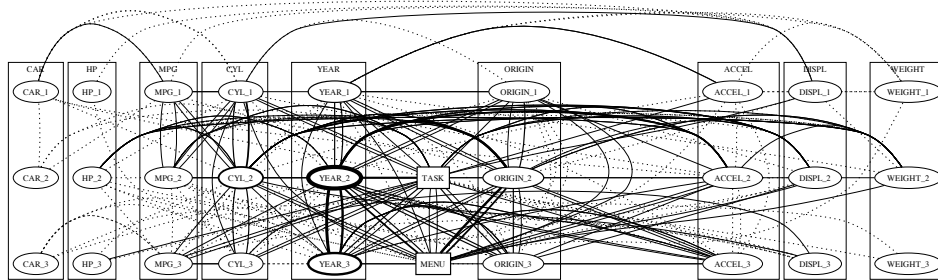 CAR HP MPG CYL YEAR ORIGIN ACCEL DISPL WEIGHT
CAR_1 HP_1 MPG_1 CYL_1 YEAR_1 ORIGIN_1 ACCEL_1 DISPL_1 WEIGHT_1
CAR_2 HP_2 MPG_2 CYL_2 YEAR_2 TASK ORIGIN_2 ACCEL_2 DISPL_2 WEIGHT_2
CAR_3 HP_3 MPG_3 CYL_3 YEAR_3 MENU ORIGIN_3 ACCEL_3 DISPL_3 WEIGHT_3